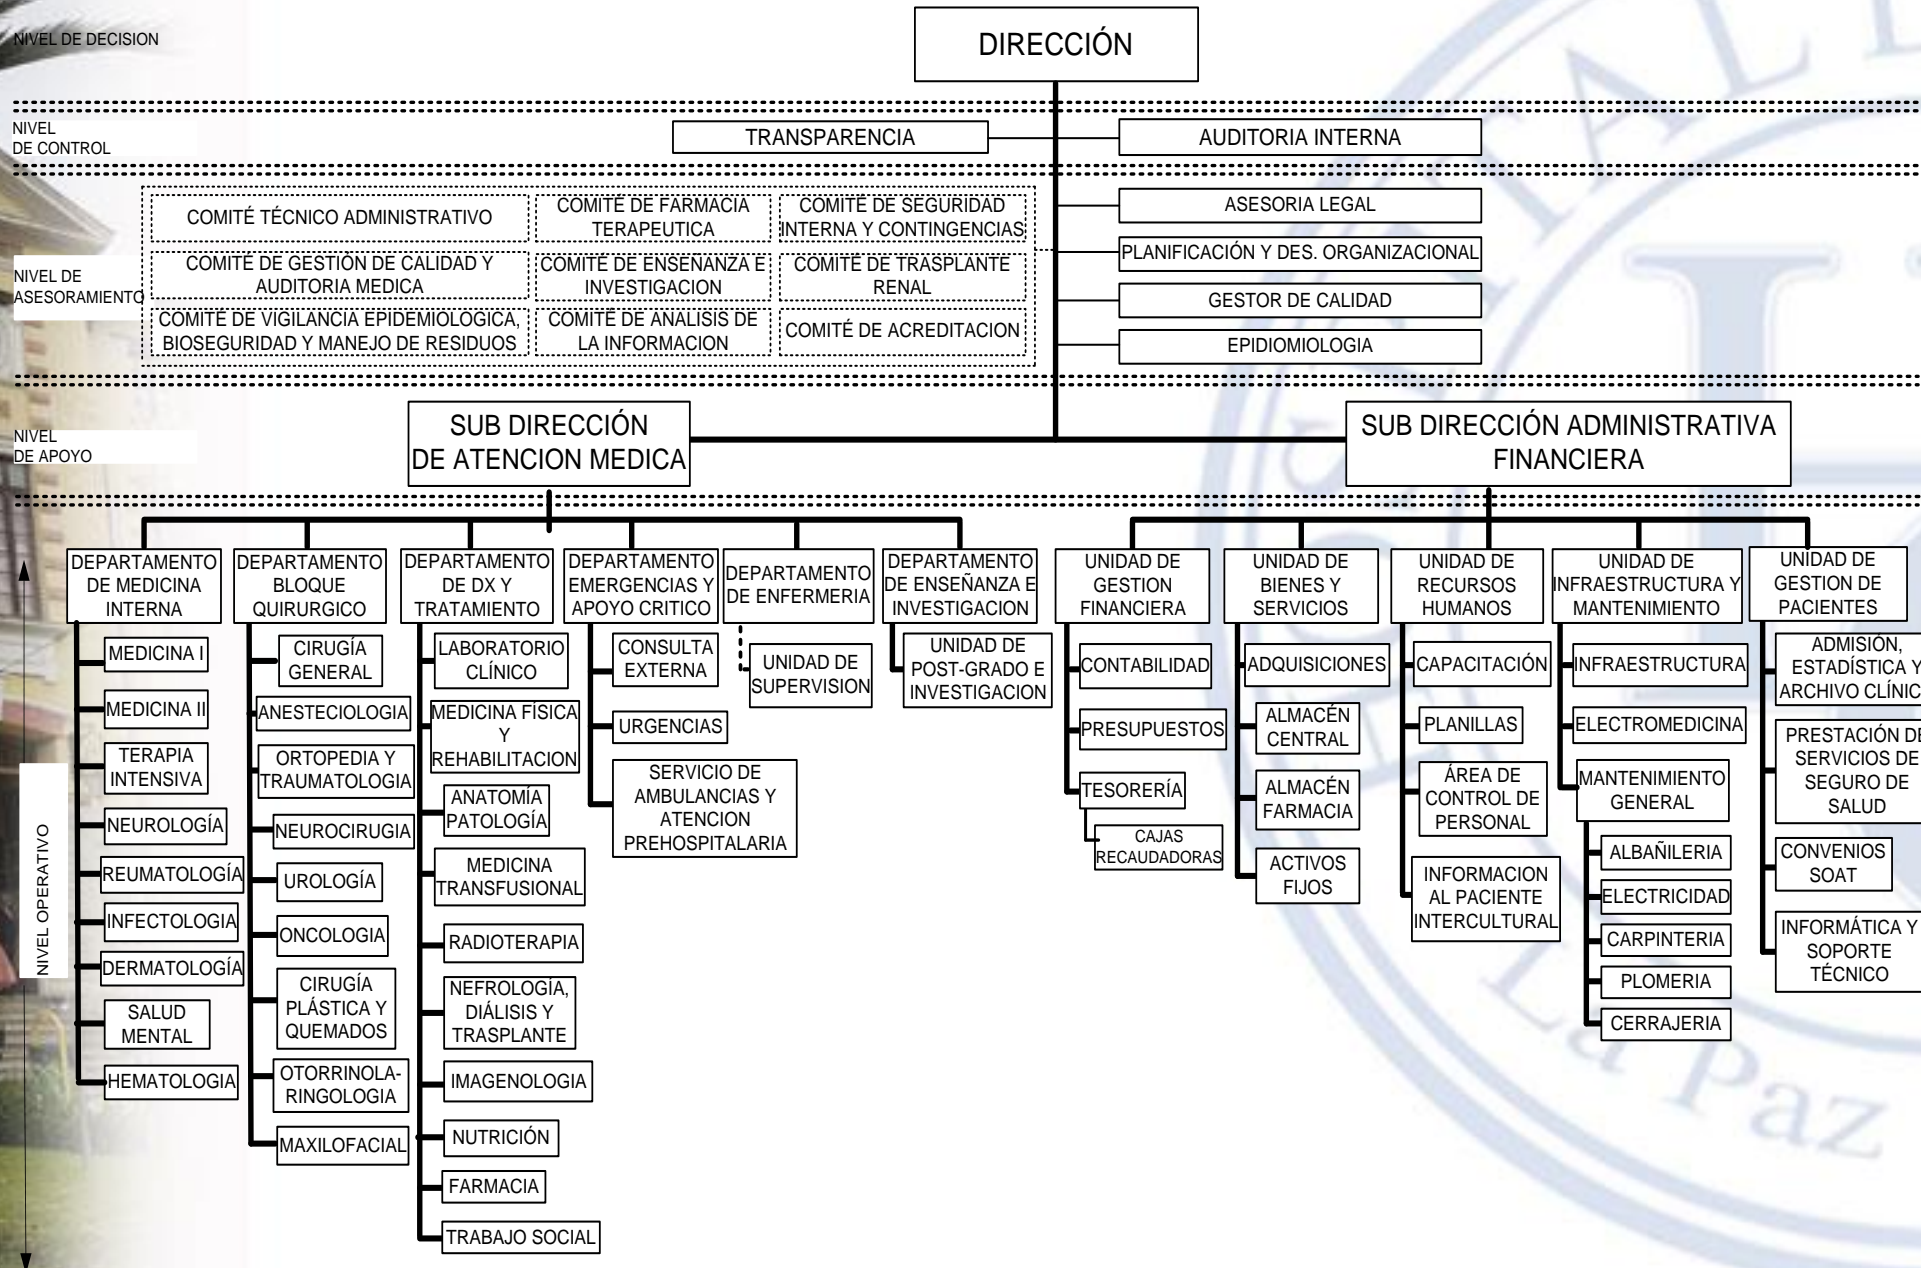 NIVEL DE DECISION
DIRECCIÓN
NIVEL
DE CONTROL
TRANSPARENCIA
AUDITORIA INTERNA
NIVEL DE
ASESORAMIENTO
COMITÉ TÉCNICO ADMINISTRATIVO
COMITÉ DE FARMACIA
TERAPEUTICA
COMITÉ DE SEGURIDAD
INTERNA Y CONTINGENCIAS
COMITÉ DE GESTIÓN DE CALIDAD Y
AUDITORIA MEDICA
COMITÉ DE ENSEÑANZA E
INVESTIGACION
COMITÉ DE TRASPLANTE
RENAL
COMITÉ DE VIGILANCIA EPIDEMIOLÓGICA,
BIOSEGURIDAD Y MANEJO DE RESIDUOS
COMITÉ DE ANALISIS DE
LA INFORMACION
COMITÉ DE ACREDITACION
ASESORIA LEGAL
PLANIFICACIÓN Y DES. ORGANIZACIONAL
GESTOR DE CALIDAD
EPIDIOMIOLOGIA
NIVEL
DE APOYO
SUB DIRECCIÓN
DE ATENCION MEDICA
SUB DIRECCIÓN ADMINISTRATIVA
FINANCIERA
NIVEL OPERATIVO
DEPARTAMENTO
DE MEDICINA
INTERNA
MEDICINA I
MEDICINA II
TERAPIA
INTENSIVA
NEUROLOGÍA
REUMATOLOGÍA
INFECTOLOGIA
DERMATOLOGÍA
SALUD
MENTAL
HEMATOLOGIA
DEPARTAMENTO
BLOQUE
QUIRURGICO
CIRUGÍA
GENERAL
ANESTECIOLOGIA
ORTOPEDIA Y
TRAUMATOLOGIA
NEUROCIRUGIA
UROLOGÍA
ONCOLOGIA
CIRUGÍA
PLÁSTICA Y
QUEMADOS
OTORRINOLA-
RINGOLOGIA
MAXILOFACIAL
DEPARTAMENTO
DE DX Y
TRATAMIENTO
LABORATORIO
CLÍNICO
MEDICINA FÍSICA
Y
REHABILITACION
ANATOMÍA
PATOLOGÍA
MEDICINA
TRANSFUSIONAL
RADIOTERAPIA
NEFROLOGÍA,
DIÁLISIS Y
TRASPLANTE
IMAGENOLOGIA
NUTRICIÓN
FARMACIA
TRABAJO SOCIAL
DEPARTAMENTO
EMERGENCIAS Y
APOYO CRITICO
CONSULTA
EXTERNA
URGENCIAS
SERVICIO DE
AMBULANCIAS Y
ATENCION
PREHOSPITALARIA
DEPARTAMENTO
DE ENFERMERIA
UNIDAD DE
SUPERVISION
DEPARTAMENTO
DE ENSEÑANZA E
INVESTIGACION
UNIDAD DE
POST-GRADO E
INVESTIGACION
UNIDAD DE
GESTION
FINANCIERA
CONTABILIDAD
PRESUPUESTOS
TESORERÍA
CAJAS
RECAUDADORAS
UNIDAD DE
BIENES Y
SERVICIOS
ADQUISICIONES
ALMACÉN
CENTRAL
ALMACÉN
FARMACIA
ACTIVOS
FIJOS
UNIDAD DE
RECURSOS
HUMANOS
CAPACITACIÓN
PLANILLAS
ÁREA DE
CONTROL DE
PERSONAL
INFORMACION
AL PACIENTE
INTERCULTURAL
UNIDAD DE
INFRAESTRUCTURA Y
MANTENIMIENTO
INFRAESTRUCTURA
ELECTROMEDICINA
MANTENIMIENTO
GENERAL
ALBAÑILERIA
ELECTRICIDAD
CARPINTERIA
PLOMERIA
CERRAJERIA
UNIDAD DE
GESTION DE
PACIENTES
ADMISIÓN,
ESTADÍSTICA Y
ARCHIVO CLÍNIC
PRESTACIÓN DE
SERVICIOS DE
SEGURO DE
SALUD
CONVENIOS
SOAT
INFORMÁTICA Y
SOPORTE
TÉCNICO
La Paz